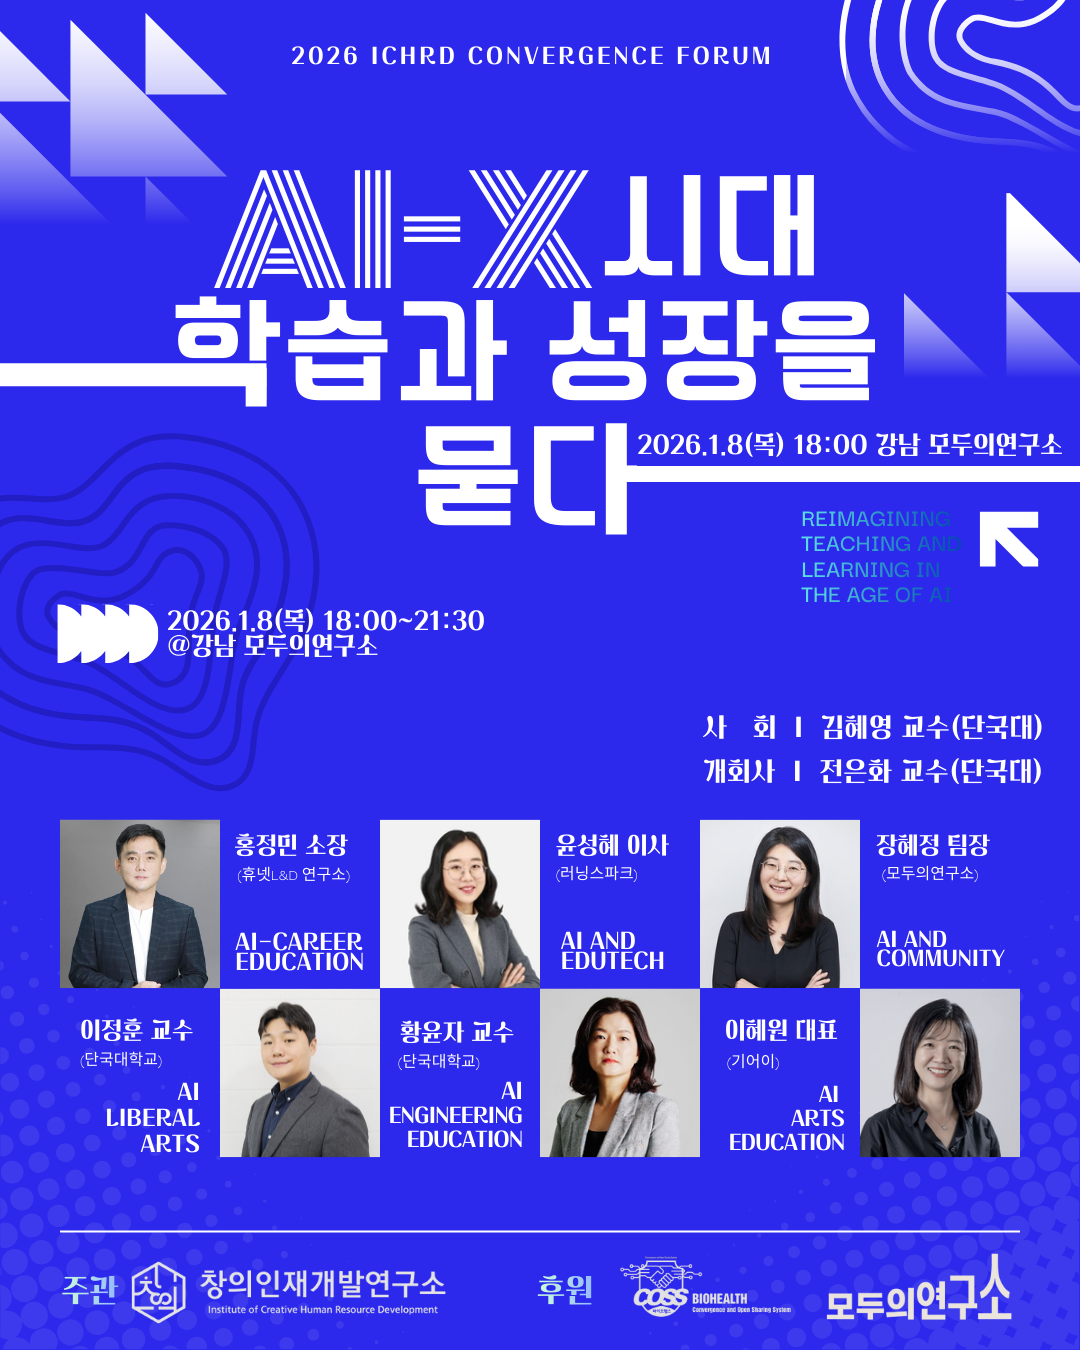 2026 ICHRD CONVERGENCE FORUM
AI-X시대
학습과 성장을
묻다
2026.1.8(목) 18:00 강남 모두의연구소
REIMAGINING
TEACHING AND
LEARNING IN
THE AGE OF AI
2026.1.8(목) 18:00~21:30
@강남 모두의연구소
사 회 I 김혜영 교수(단국대)
개회사 I 전은화 교수(단국대)
홍정민 소장
(휴넷L&D 연구소)
AI-CAREER
EDUCATION
윤성혜 이사
(러닝스파크)
AI AND
EDUTECH
장혜정 팀장
(모두의연구소)
AI AND
COMMUNITY
이정훈 교수
(단국대학교)
AI
LIBERAL
ARTS
황윤자 교수
(단국대학교)
AI
ENGINEERING
EDUCATION
이혜원 대표
(기어이)
AI
ARTS
EDUCATION
주관
창의인재개발연구소
Institute of Creative Human Resource Development
후원
COSS
BIOHEALTH
Convergence and Open Sharing System
모두의연구소